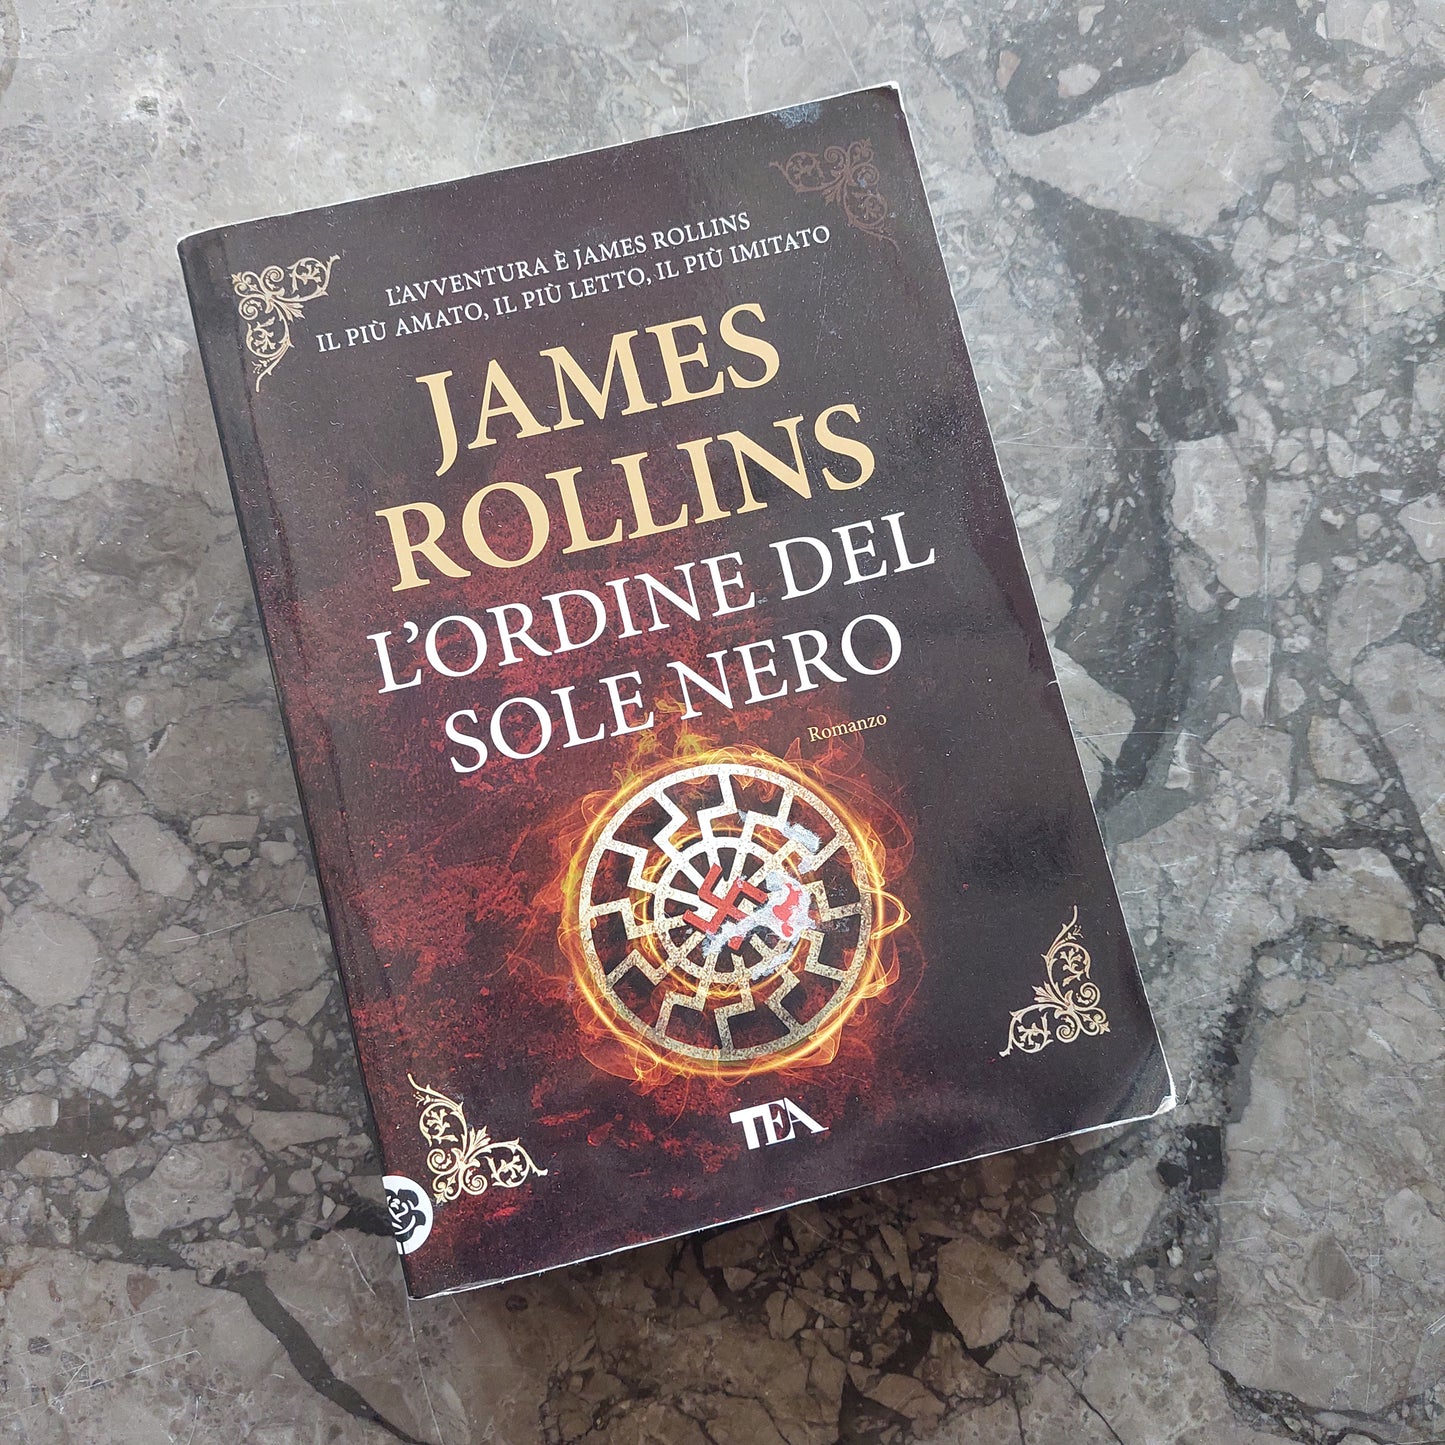 L'AVVENTURA È JAMES ROLLINS
IL PIÙ AMATO, IL PIÙ LETTO, IL PIÙ IMITATO
JAMES
ROLLINS
L'ORDINE DEL
SOLE NERO
Romanzo
TEA